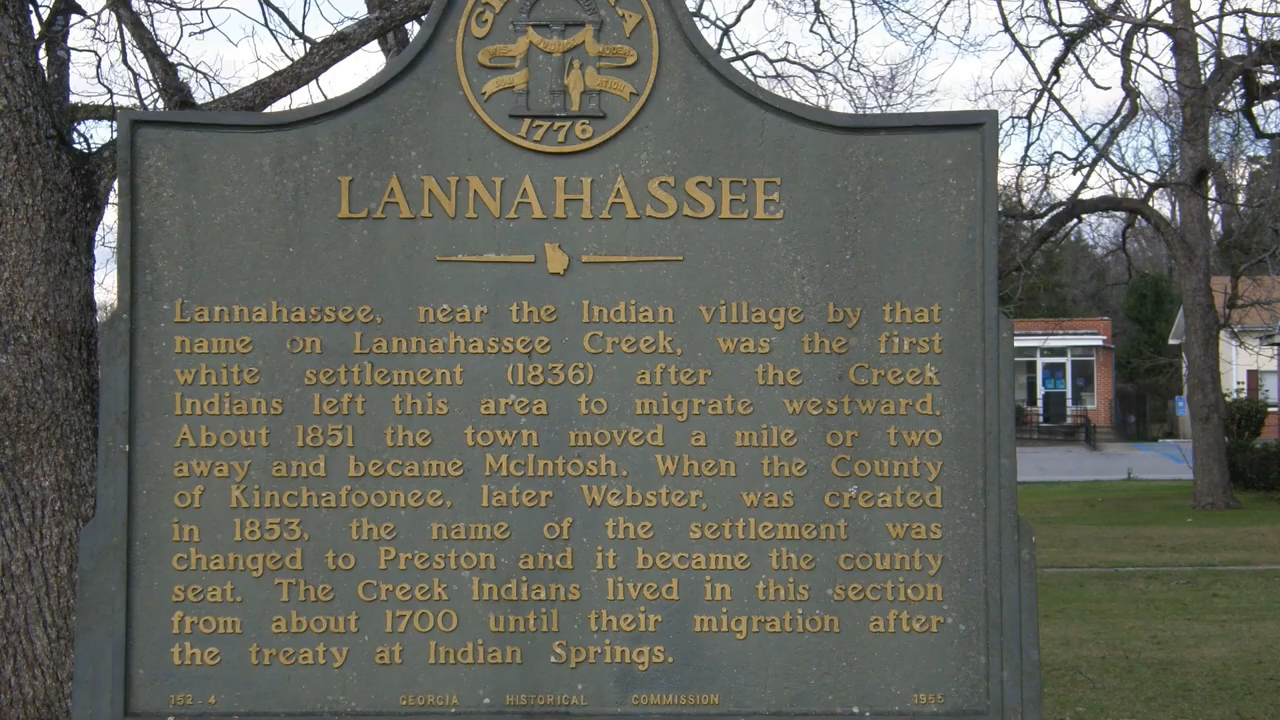 1776
LANNAHASSEE
Lannahassee, near the Indian village by that
name on Lannahassee Creek, was the first
white settlement (1836) after the Creek
Indians left this area to migrate westward.
About 1851 the town moved a mile or two
away and became McIntosh. When the County
of Kinchafoonee, later Webster, was created
in 1853, the name of the settlement was
changed to Preston and it became the county
seat. The Creek Indians lived in this section
from about 1700 until their migration after
the treaty at Indian Springs.
152-4 GEORGIA HISTORICAL COMMISSION 1955